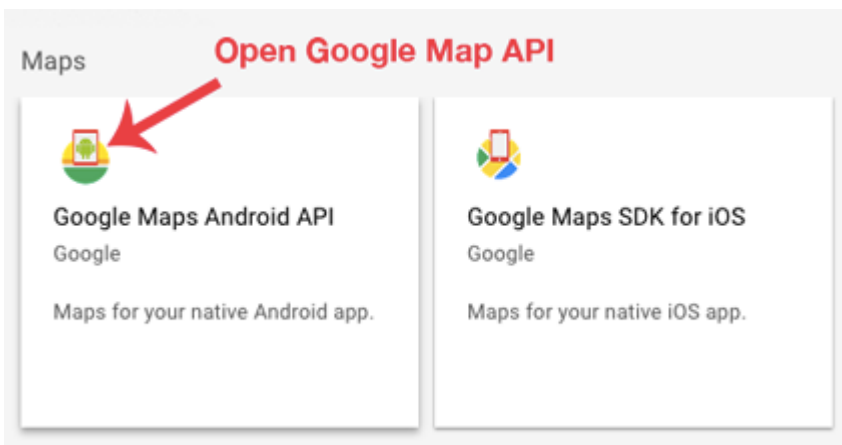 Maps
Open Google Map API
Google Maps Android API
Google
Maps for your native Android app.
Google Maps SDK for iOS
Google
Maps for your native iOS app.